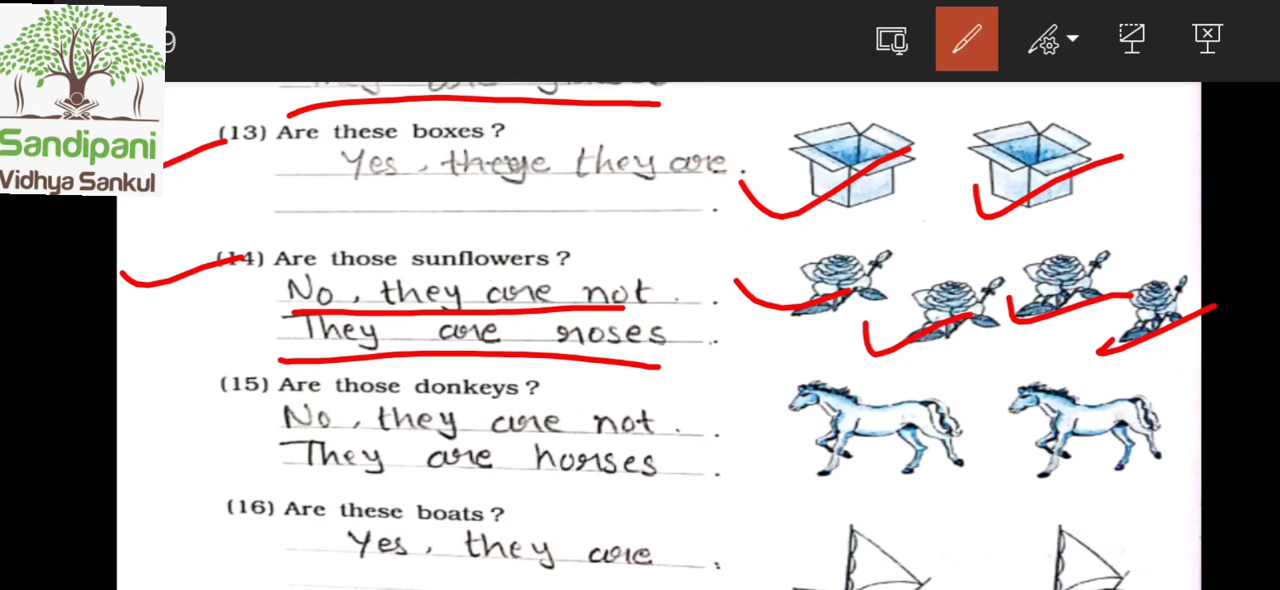 9
Sandipani
Vidhya Sankul
(13) Are these boxes ?
Yes, they are .
.
(14) Are those sunflowers ?
No, they are not . .
They are roses .
(15) Are those donkeys ?
No, they are not . .
They are horses .
(16) Are these boats ?
Yes, they are .